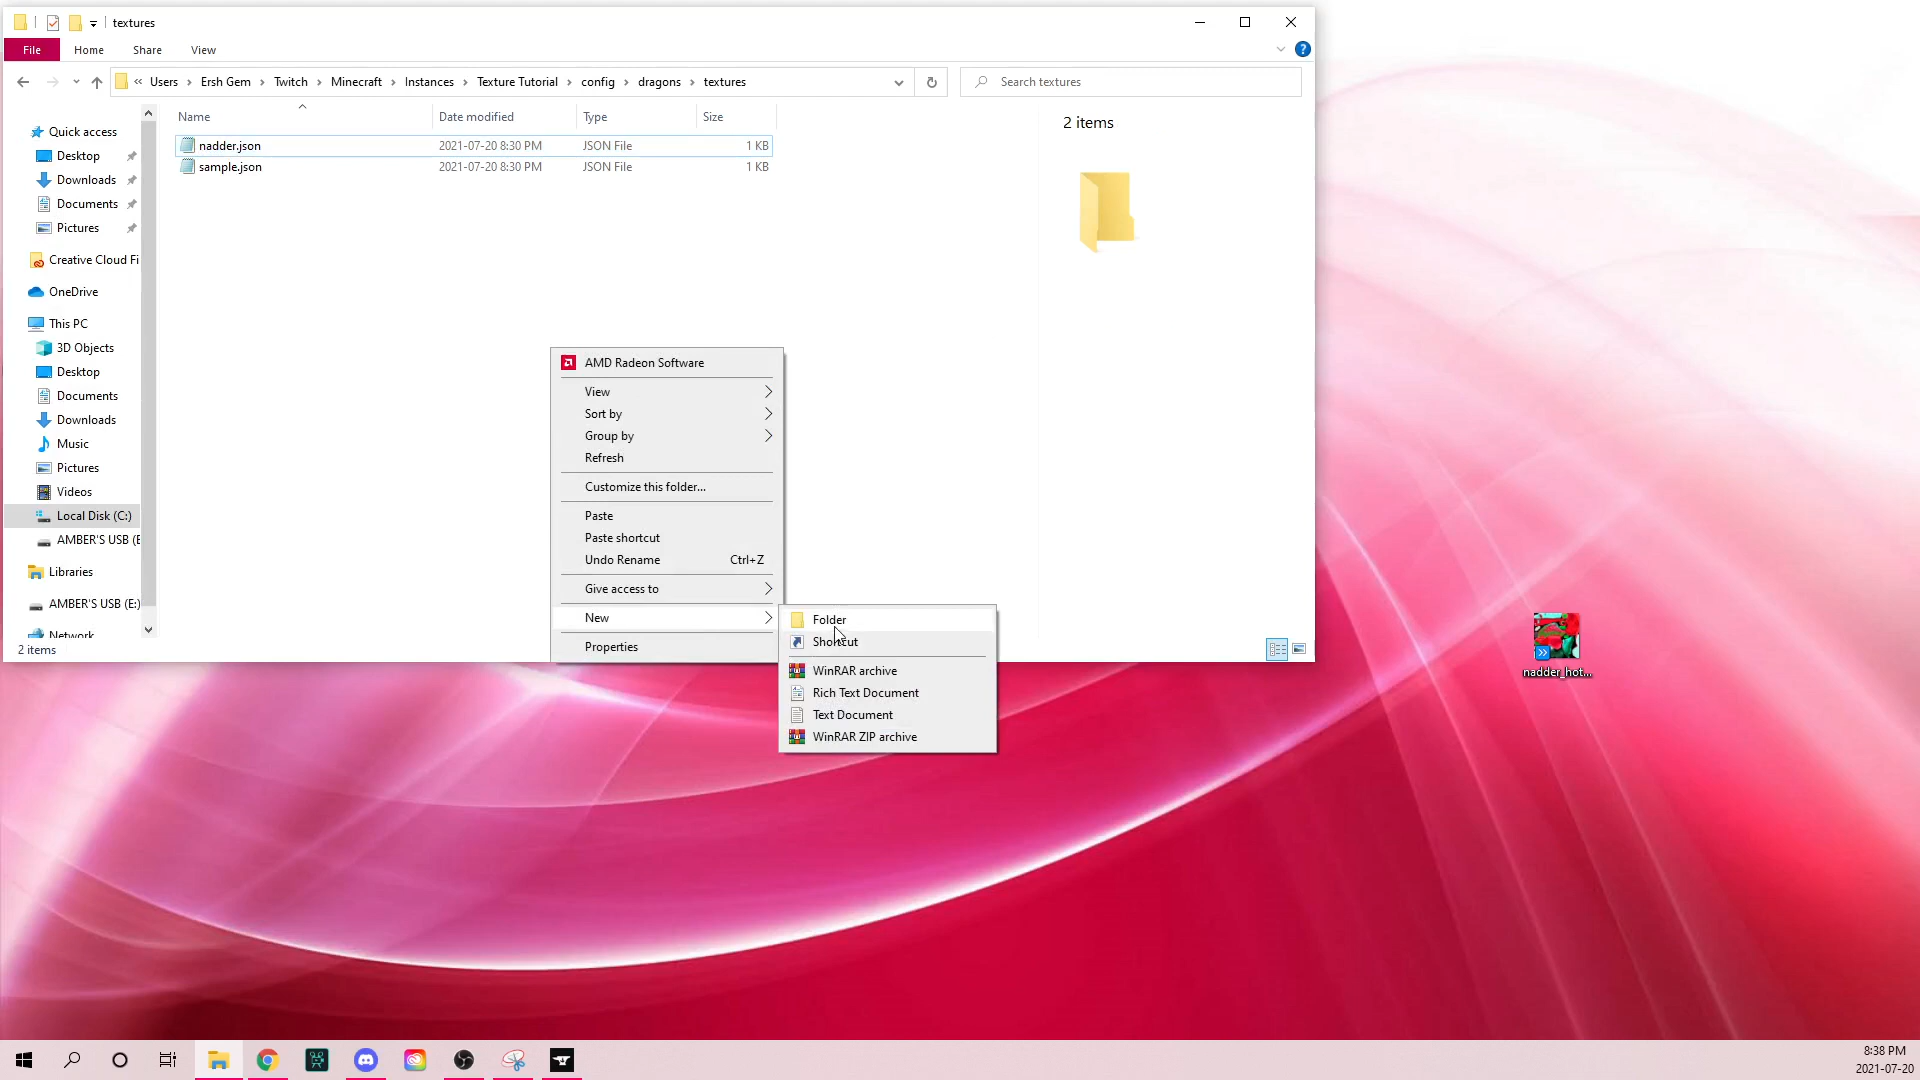 textures
File Home Share View
« Users > Ersh Gem > Twitch > Minecraft > Instances > Texture Tutorial > config > dragons > textures
Search textures
Quick access
Desktop
Downloads
Documents
Pictures
Creative Cloud Fi
OneDrive
This PC
3D Objects
Desktop
Documents
Downloads
Music
Pictures
Videos
Local Disk (C:)
AMBER'S USB (E
Libraries
AMBER'S USB (E:)
Network
2 items
Name Date modified Type Size
nadder.json 2021-07-20 8:30 PM JSON File 1 KB
sample.json 2021-07-20 8:30 PM JSON File 1 KB
2 items
AMD Radeon Software
View
Sort by
Group by
Refresh
Customize this folder...
Paste
Paste shortcut
Undo Rename Ctrl+Z
Give access to
New
Properties
Folder
Shortcut
WinRAR archive
Rich Text Document
Text Document
WinRAR ZIP archive
nadder_hot...
8:38 PM
2021-07-20